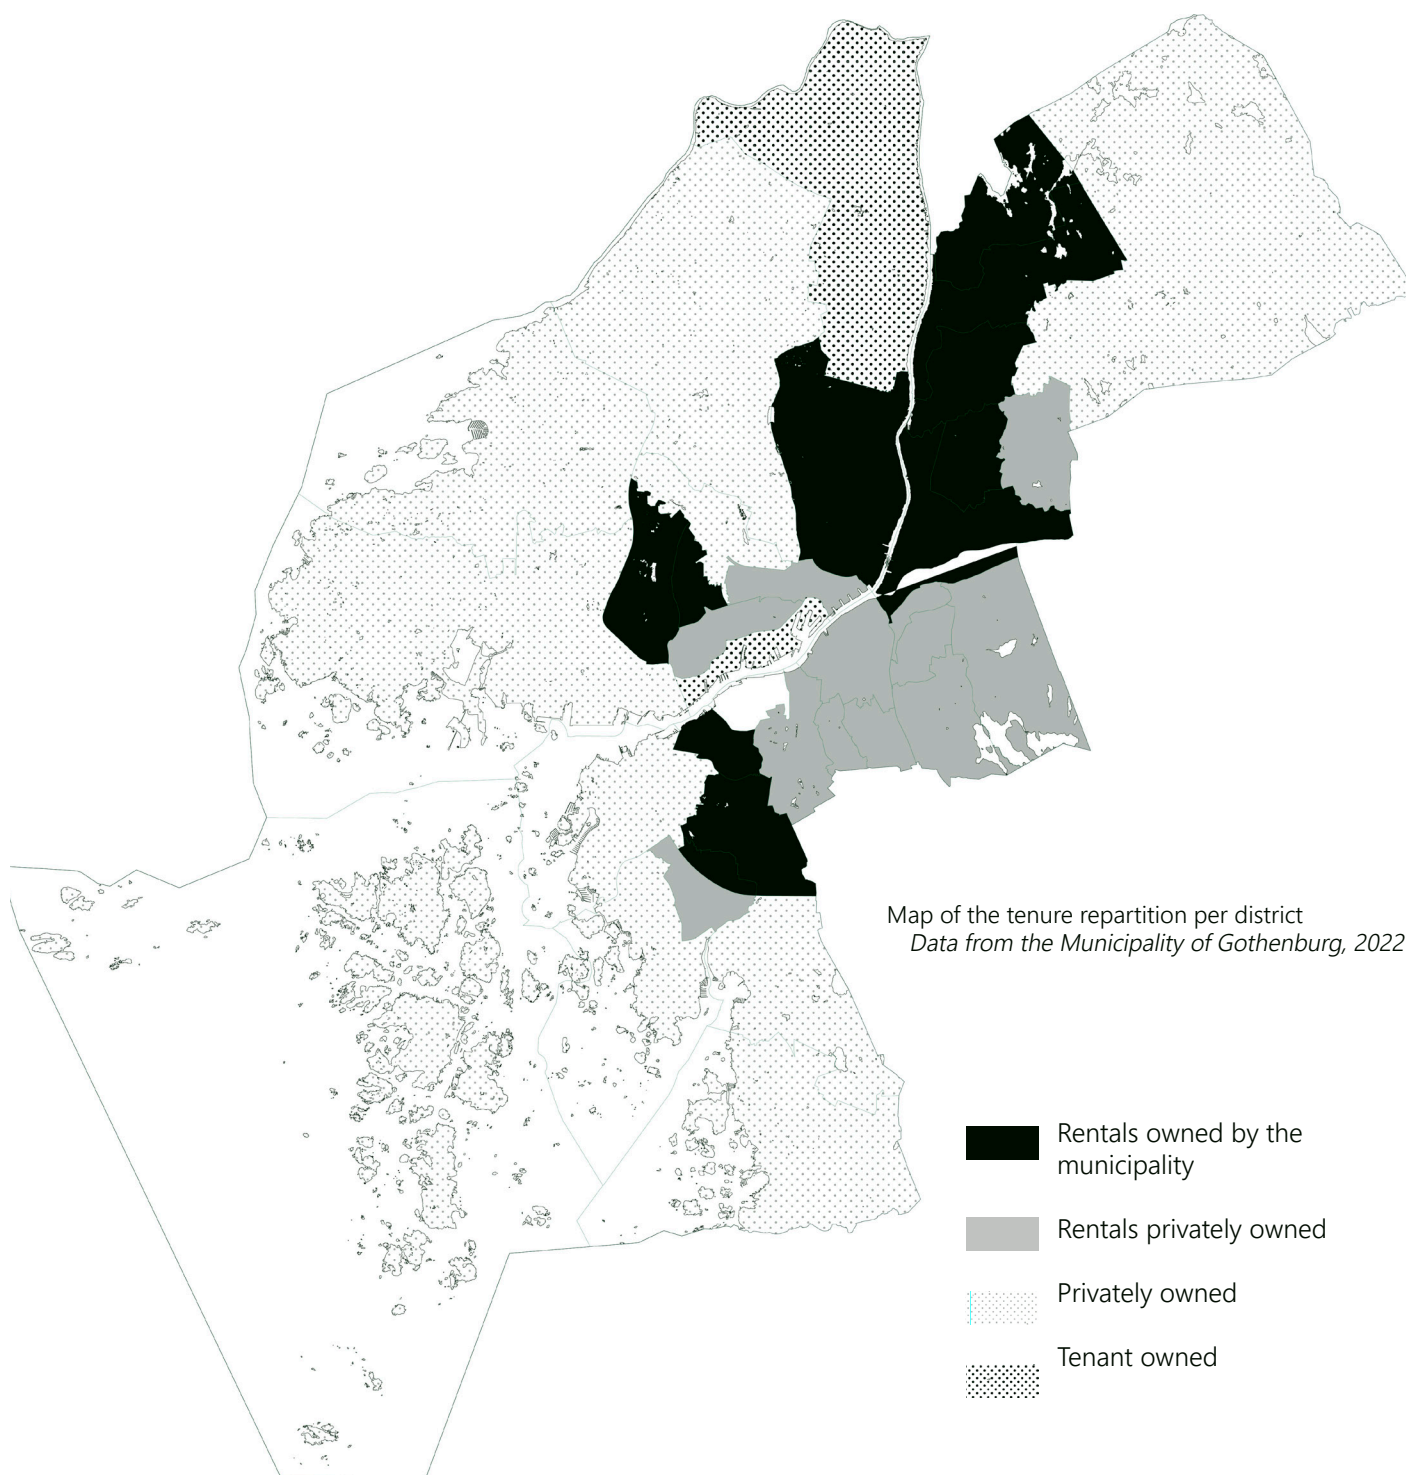 Map of the tenure repartition per district
Data from the Municipality of Gothenburg, 2022
Rentals owned by the
municipality
Rentals privately owned
Privately owned
Tenant owned